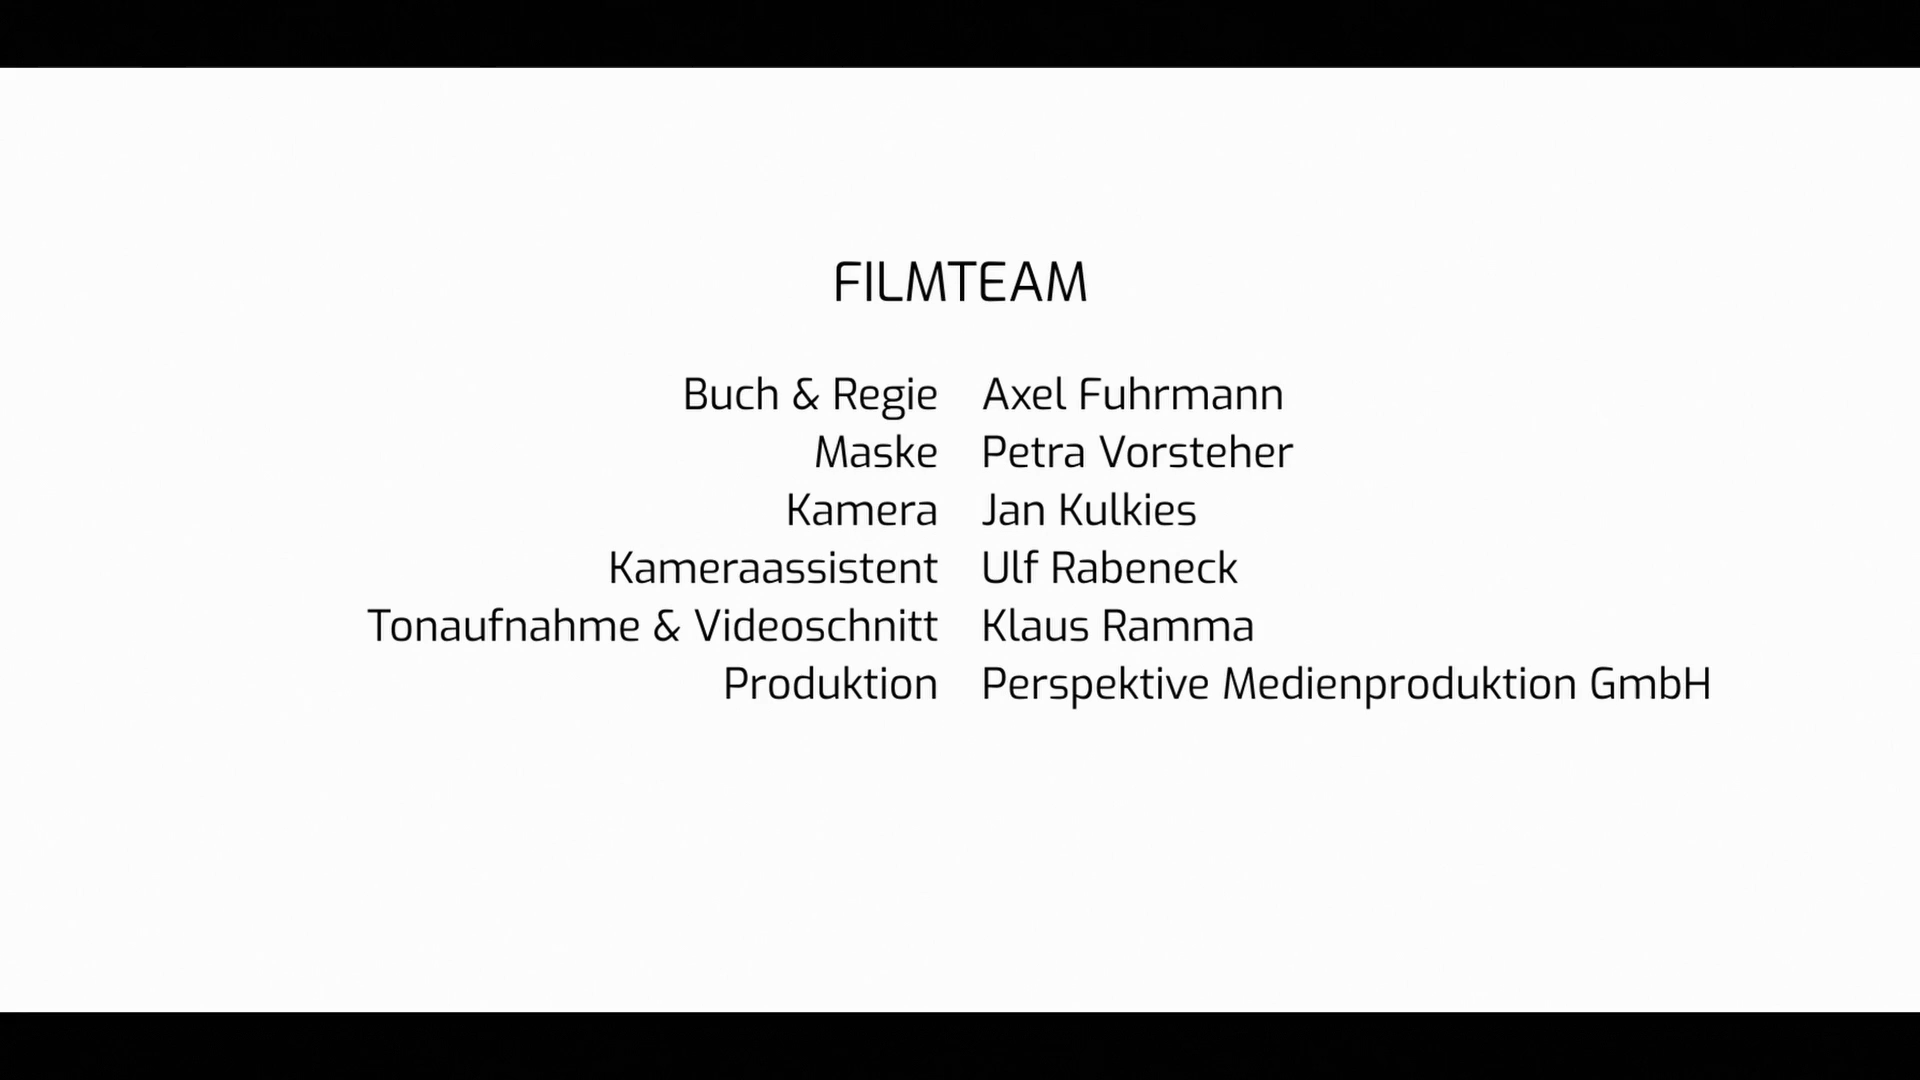 FILMTEAM
Buch & Regie Axel Fuhrmann
Maske Petra Vorsteher
Kamera Jan Kulkies
Kameraassistent Ulf Rabeneck
Tonaufnahme & Videoschnitt Klaus Ramma
Produktion Perspektive Medienproduktion GmbH